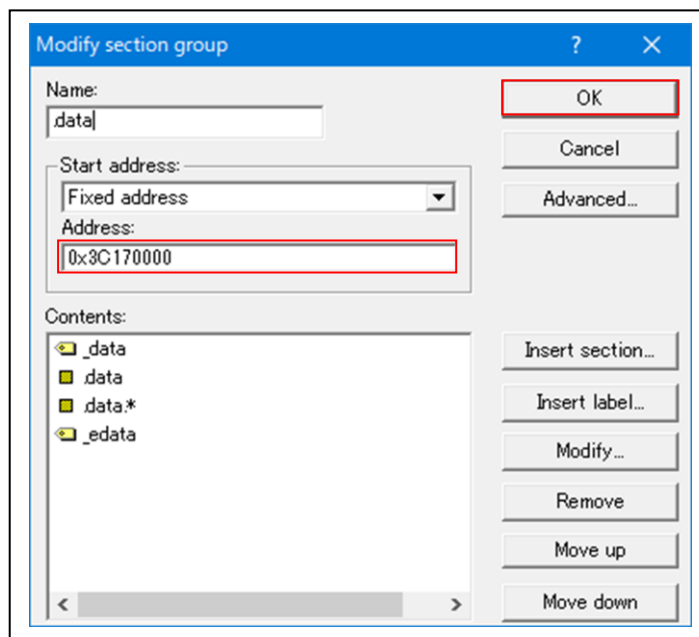 Modify section group
Name:
.data
OK
Cancel
Start address:
Fixed address
Advanced...
Address:
0x3C170000
Contents:
_data
.data
.data.*
_edata
Insert section...
Insert label...
Modify...
Remove
Move up
Move down